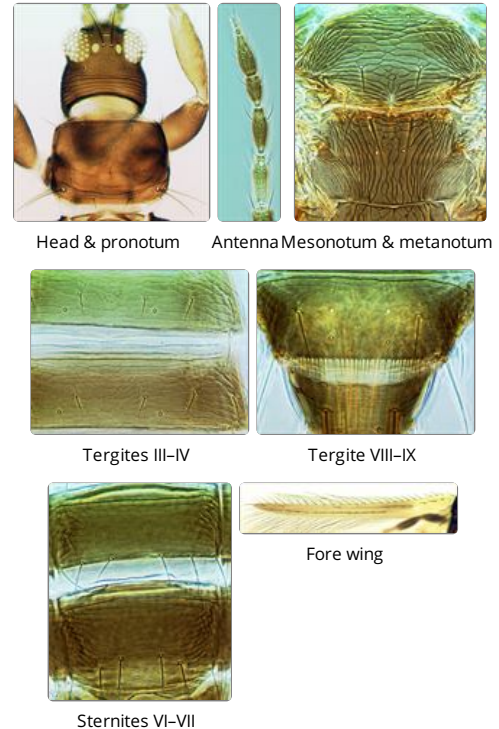 Head & pronotum
Antenna
Mesonotum & metanotum
Tergites III–IV
Tergite VIII–IX
Fore wing
Sternites VI–VII